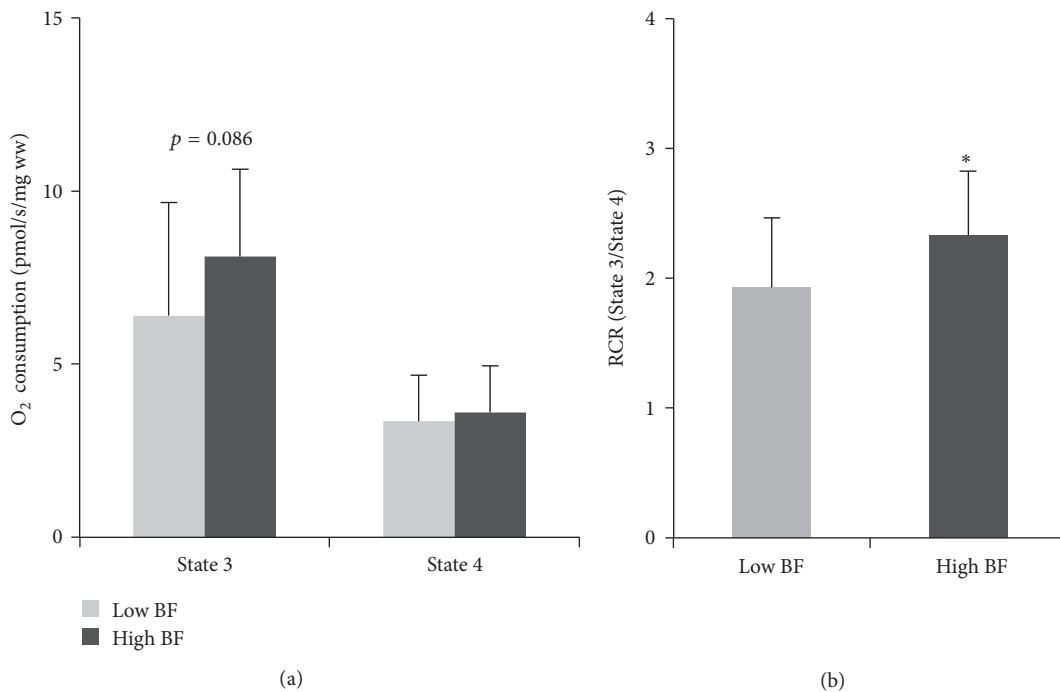 15
10
5
0
O₂ consumption (pmol/s/mg ww)
p = 0.086
State 3
State 4
Low BF
High BF
(a)
4
3
2
1
0
RCR (State 3/State 4)
*
Low BF
High BF
(b)